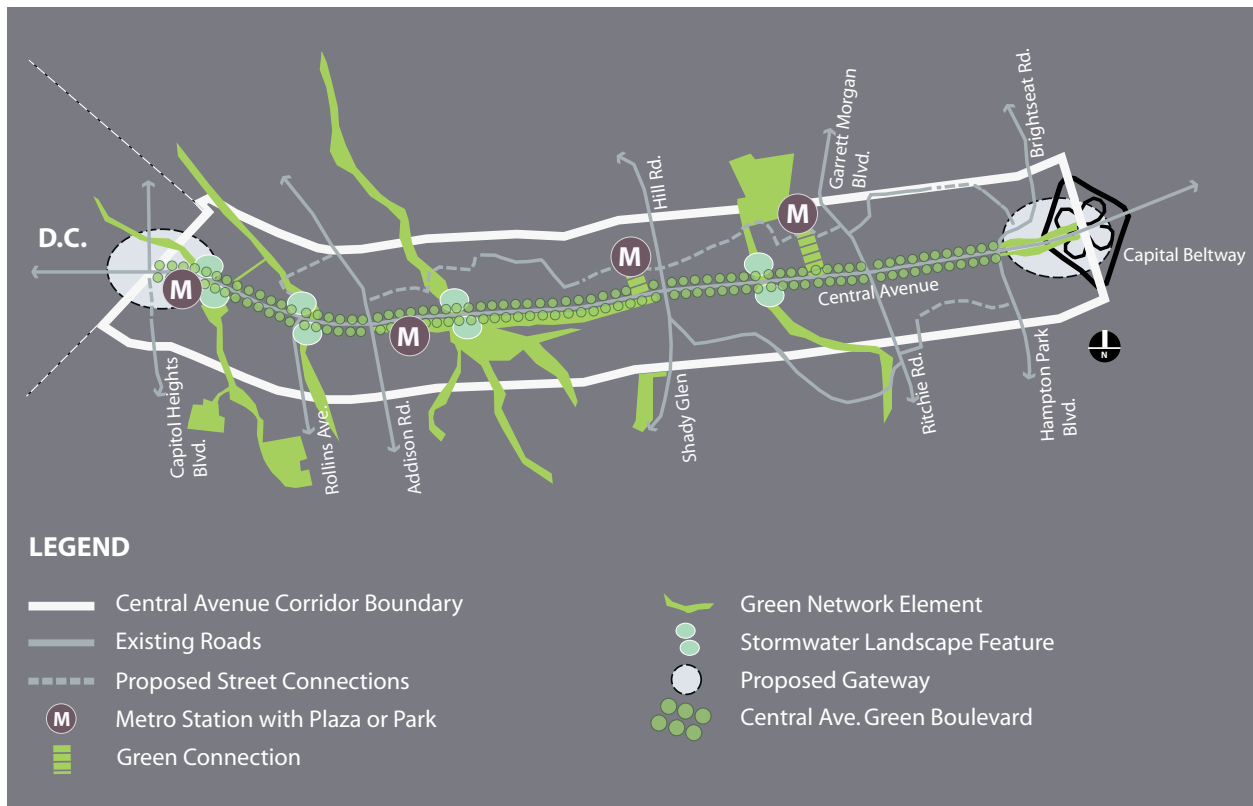 D.C.
M
M
M
M
Hill Rd.
Garrett Morgan
Blvd.
Brightseat Rd.
Capital Beltway
Central Avenue
N
Capitol Heights
Blvd.
Rollins Ave.
Addison Rd.
Shady Glen
Ritchie Rd.
Hampton Park
Blvd.
LEGEND
Central Avenue Corridor Boundary
Existing Roads
Proposed Street Connections
M
Metro Station with Plaza or Park
Green Connection
Green Network Element
Stormwater Landscape Feature
Proposed Gateway
Central Ave. Green Boulevard